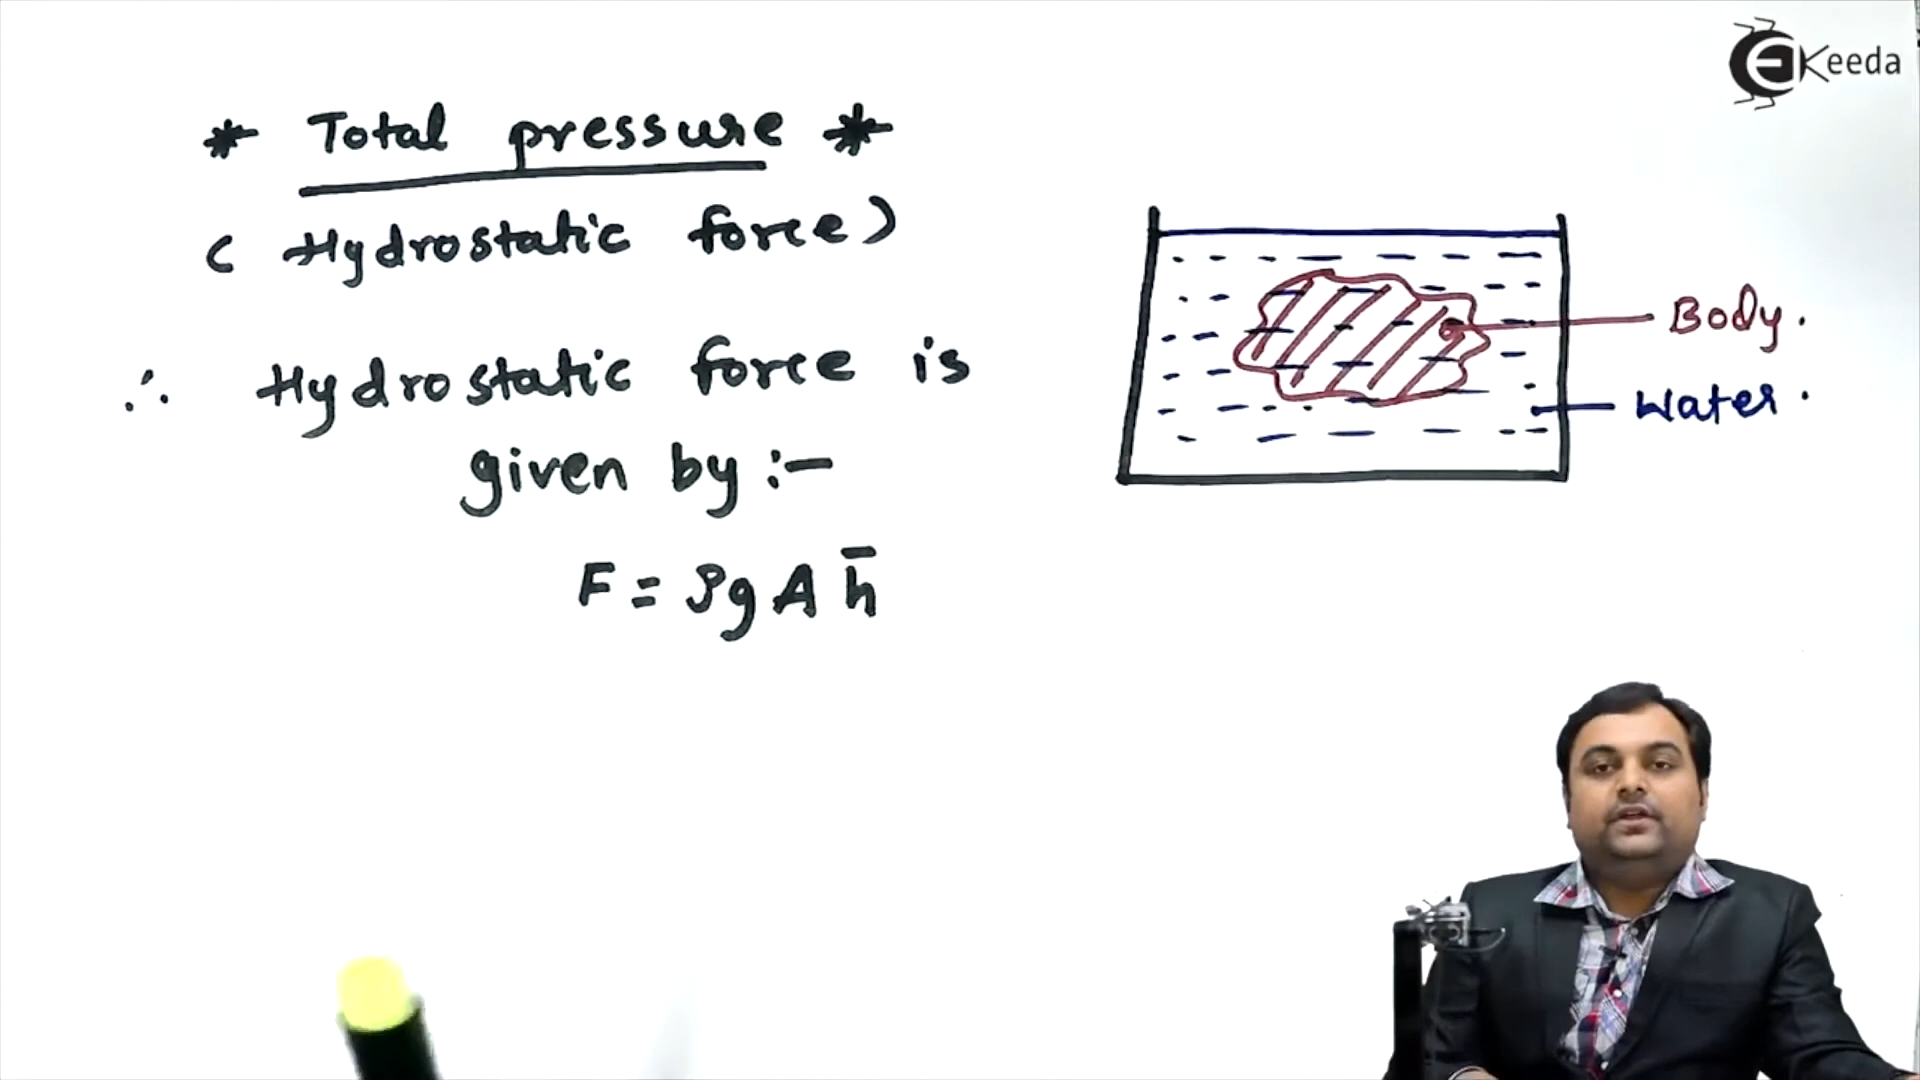 * Total pressure *
( Hydrostatic force)
∴ Hydrostatic force is
given by :-
F = ρg A h̄
Body.
Water.
EKeeda